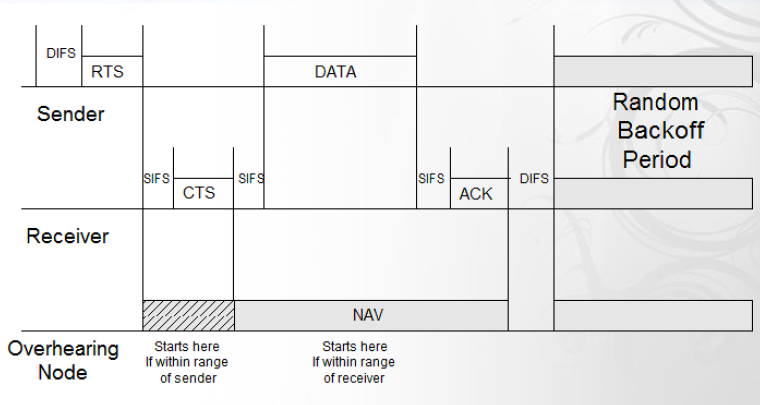 DIFS
RTS
DATA
Sender
Random
Backoff
Period
SIFS
CTS
SIFS
SIFS
ACK
DIFS
Receiver
NAV
Overhearing
Node
Starts here
If within range
of sender
Starts here
If within range
of receiver